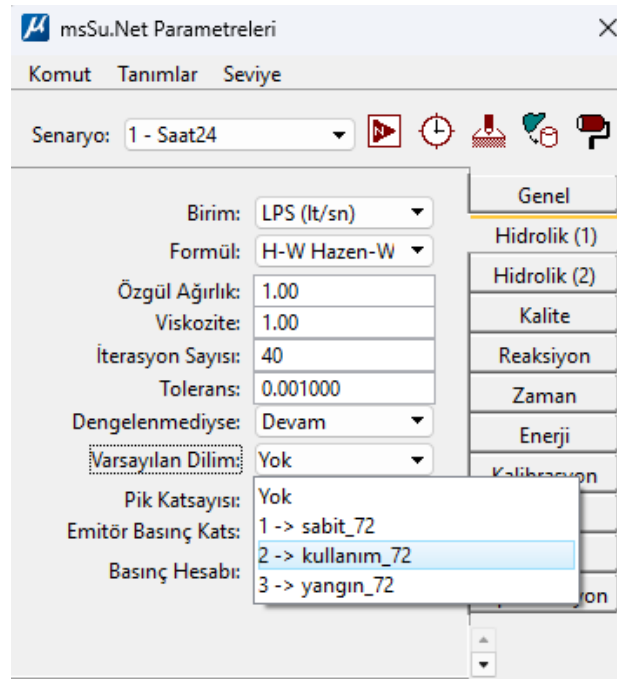 msSu.Net Parametreleri
Komut Tanımlar Seviye
Senaryo: 1 - Saat24
Genel
Hidrolik (1)
Hidrolik (2)
Kalite
Reaksiyon
Zaman
Enerji
Kalibrasyon
Birim: LPS (lt/sn)
Formül: H-W Hazen-W
Özgül Ağırlık: 1.00
Viskozite: 1.00
İterasyon Sayısı: 40
Tolerans: 0.001000
Dengelenmediyse: Devam
Varsayılan Dilim: Yok
Pik Katsayısı:
Emitör Basınç Kats:
Basınç Hesabı:
Yok
1 -> sabit_72
2 -> kullanım_72
3 -> yangın_72